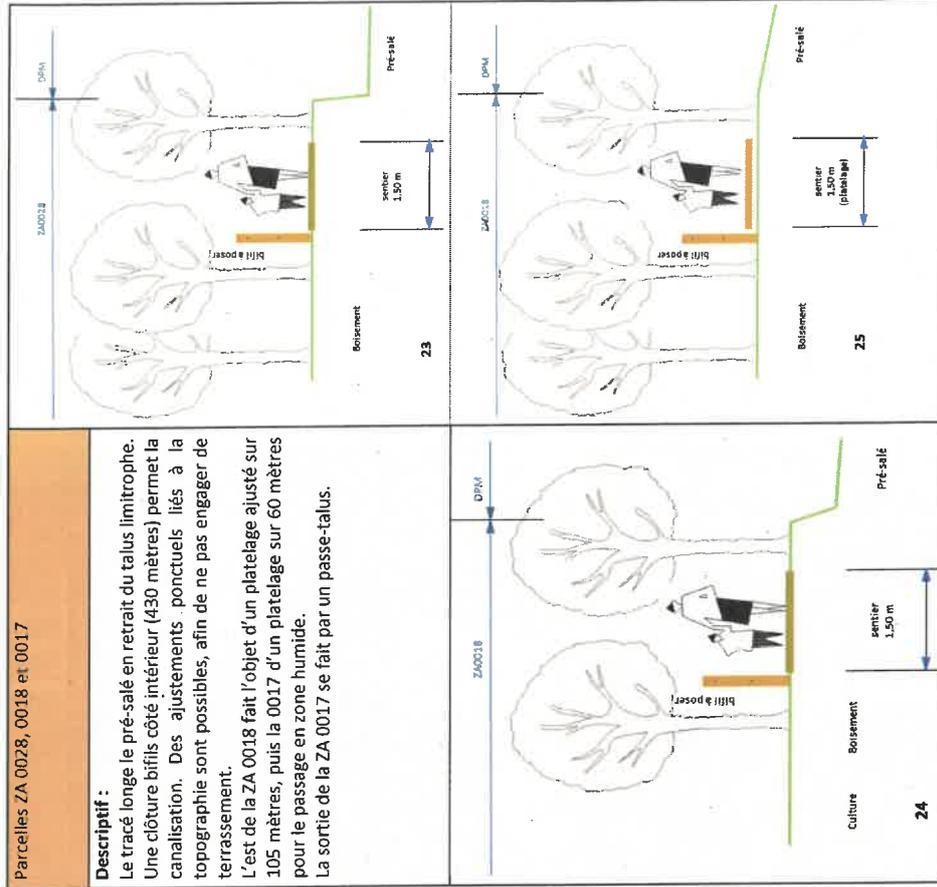 Parcelles ZA 0028, 0018 et 0017
Descriptif :
Le tracé longe le pré-salé en retrait du talus limitrophe.
Une clôture bifils côté intérieur (430 mètres) permet la
canalisation. Des ajustements ponctuels liés à la
topographie sont possibles, afin de ne pas engager de
terrassement.
L'est de la ZA 0018 fait l'objet d'un platelage ajusté sur
105 mètres, puis la 0017 d'un platelage sur 60 mètres
pour le passage en zone humide.
La sortie de la ZA 0017 se fait par un passe-talus.
ZA0028
DPM
bifil à poser
Boisement
sentier
1,50 m
Pré-salé
23
ZA0018
DPM
bifil à poser
Culture
Boisement
sentier
1,50 m
Pré-salé
24
ZA0018
DPM
bifil à poser
Boisement
sentier
1,50 m
(platelage)
Pré-salé
25